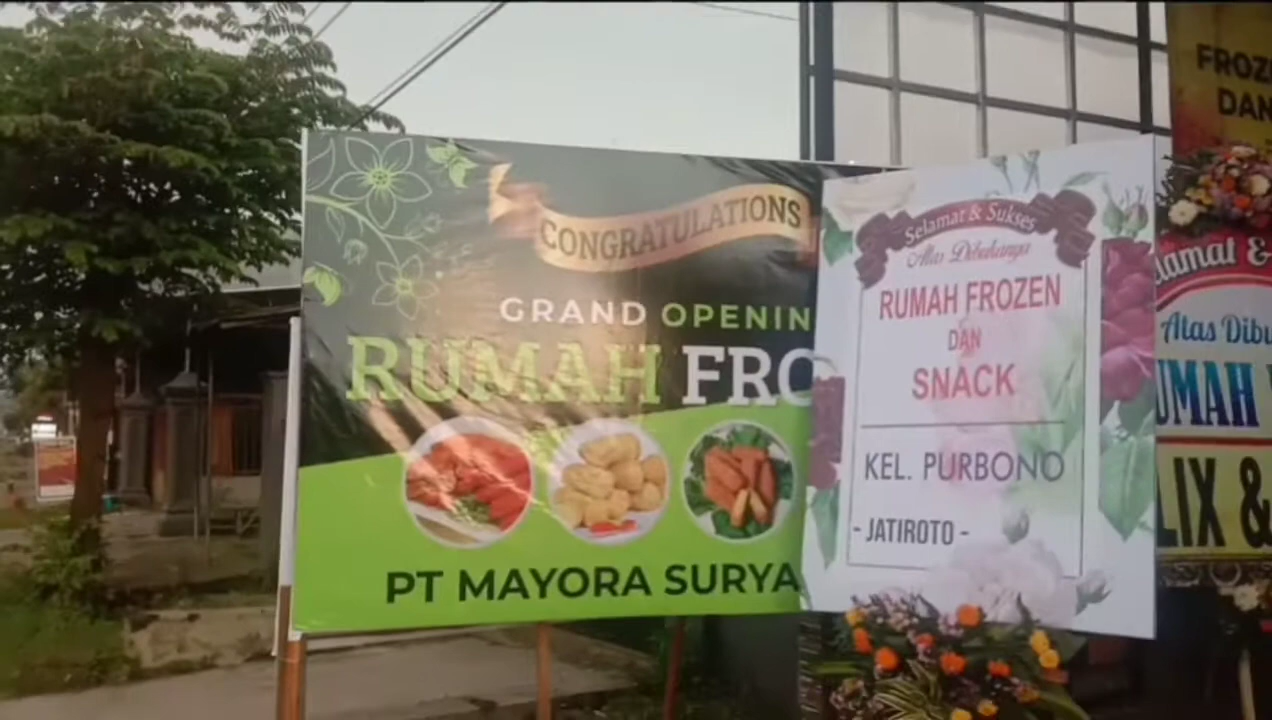 CONGRATULATIONS
GRAND OPENIN
RUMAH FRO
PT MAYORA SURYA
Selamat & Sukses
Atas Dibukanya
RUMAH FROZEN
DAN
SNACK
KEL. PURBONO
- JATIROTO -
FROZ
DAN
lamat &
Atas Dibu
UMAH
LIX &